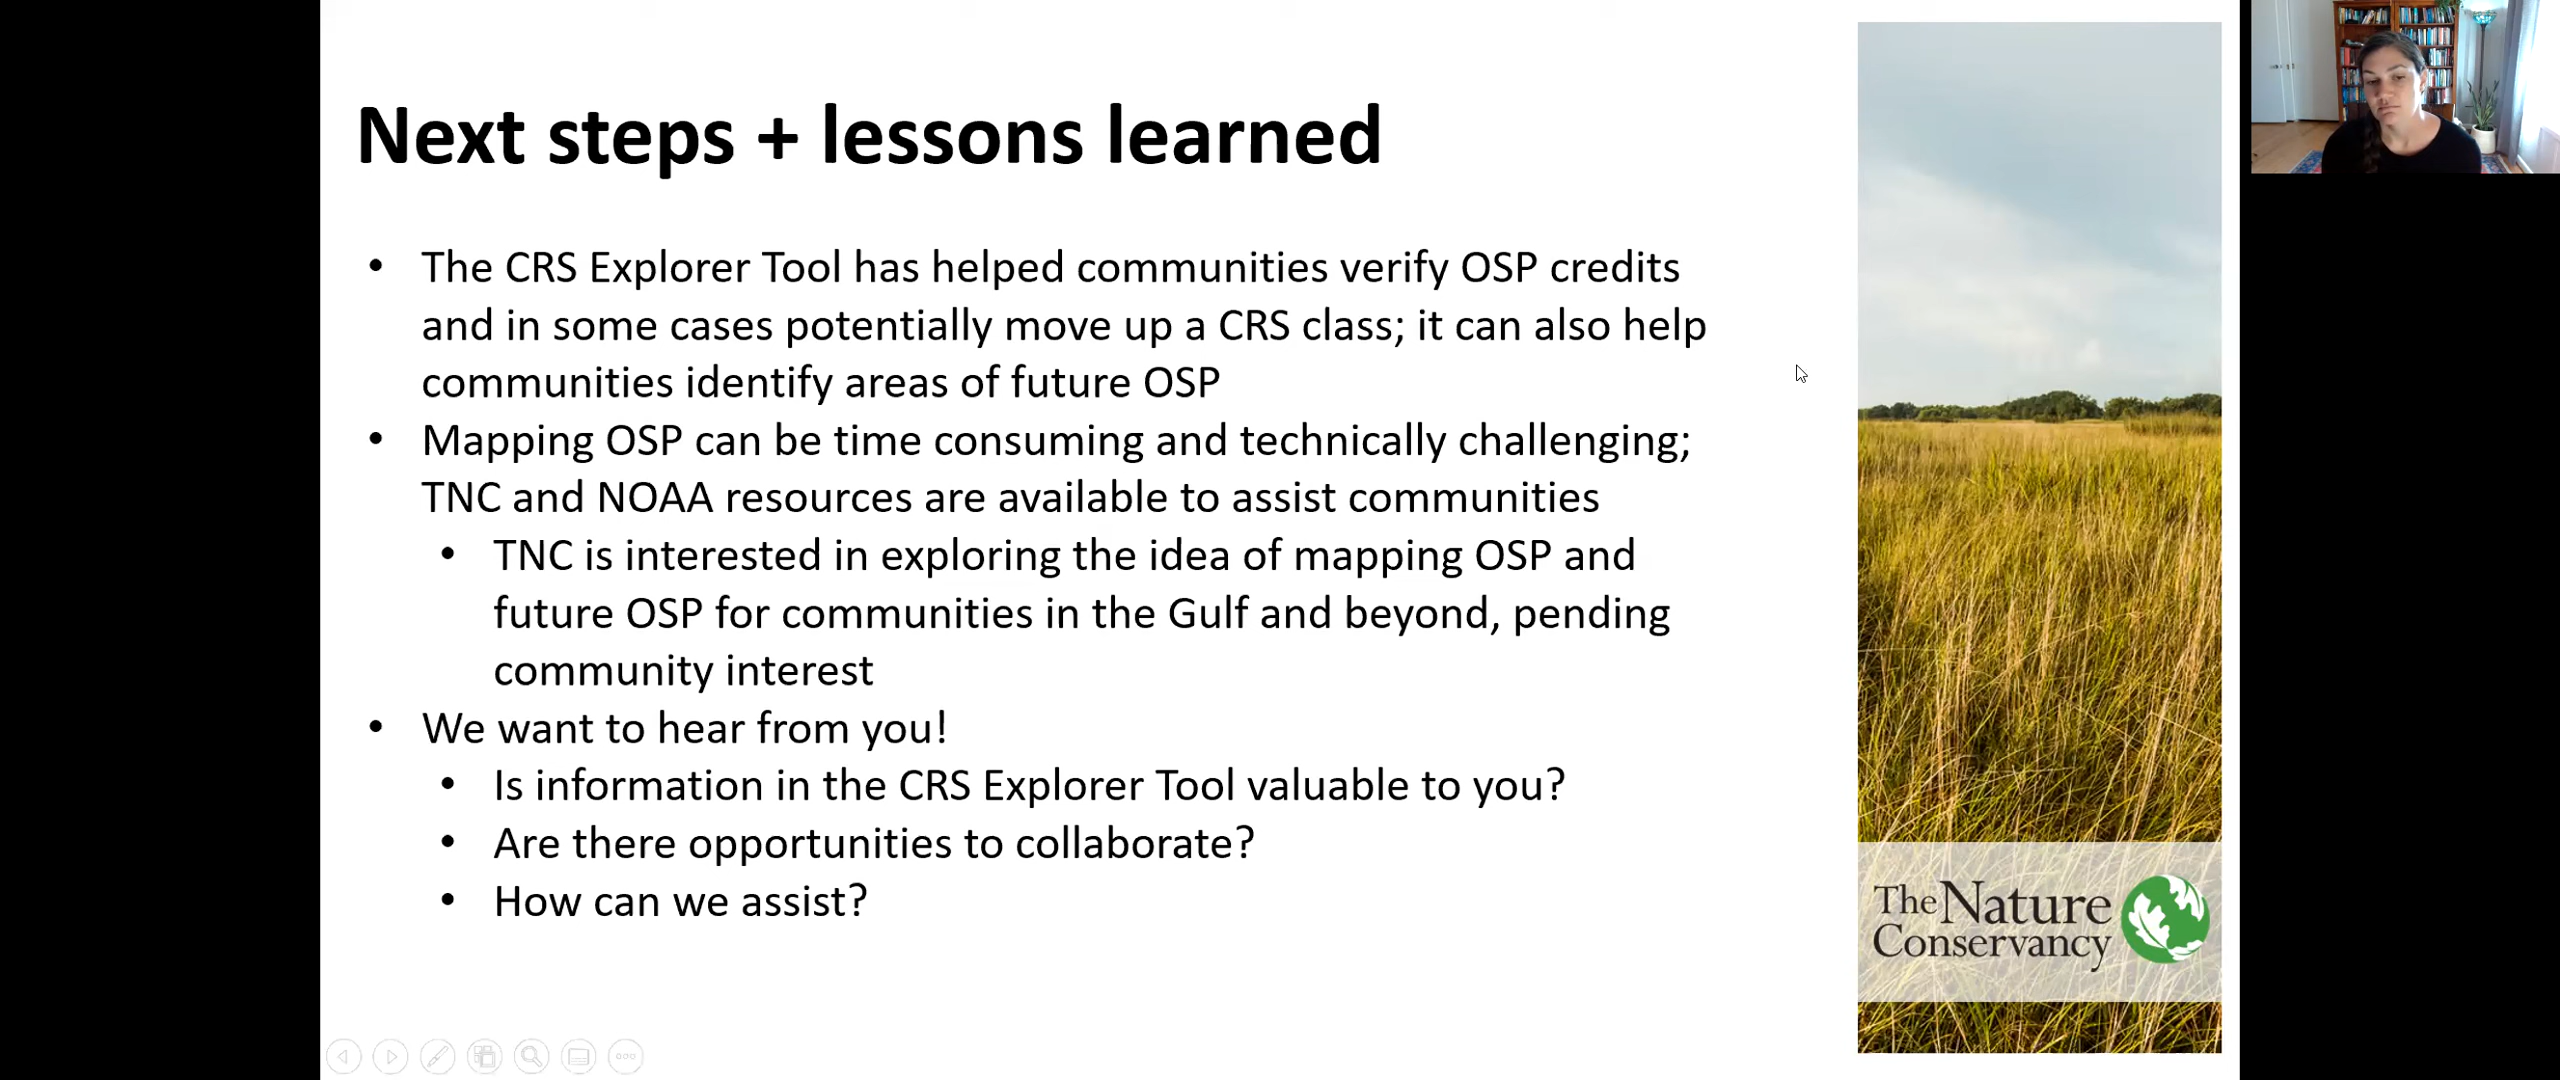 Next steps + lessons learned
• The CRS Explorer Tool has helped communities verify OSP credits
and in some cases potentially move up a CRS class; it can also help
communities identify areas of future OSP
• Mapping OSP can be time consuming and technically challenging;
TNC and NOAA resources are available to assist communities
• TNC is interested in exploring the idea of mapping OSP and
future OSP for communities in the Gulf and beyond, pending
community interest
• We want to hear from you!
• Is information in the CRS Explorer Tool valuable to you?
• Are there opportunities to collaborate?
• How can we assist?
The Nature
Conservancy